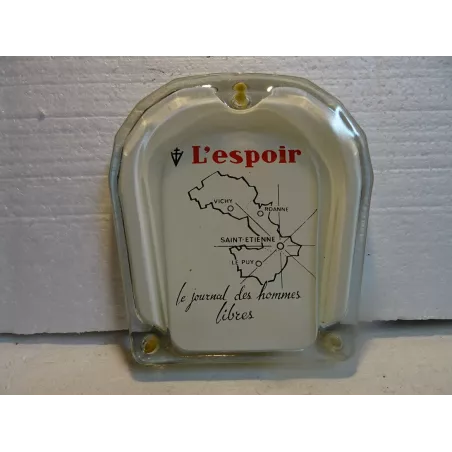 L'espoir
VICHY
ROANNE
SAINT-ETIENNE
LE PUY
le journal des hommes
libres